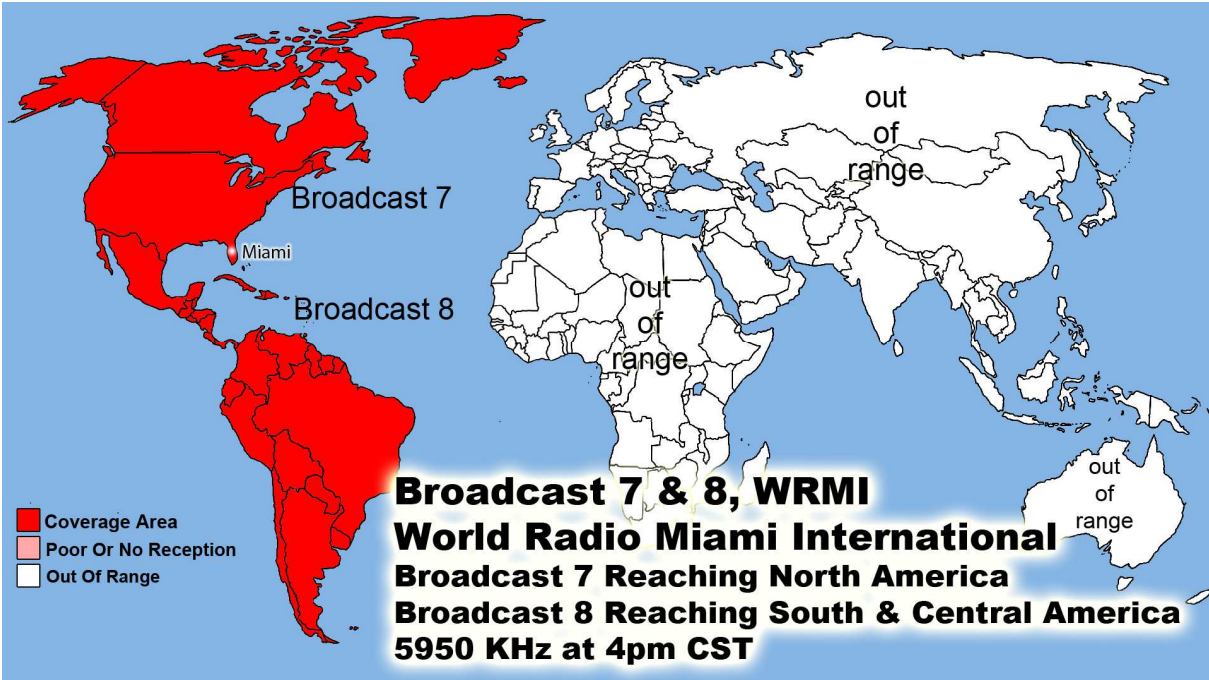 out
of
range
Broadcast 7
Miami
out
of
range
Broadcast 8
out
of
range
Coverage Area
Poor Or No Reception
Out Of Range
Broadcast 7 & 8, WRMI
World Radio Miami International
Broadcast 7 Reaching North America
Broadcast 8 Reaching South & Central America
5950 KHz at 4pm CST